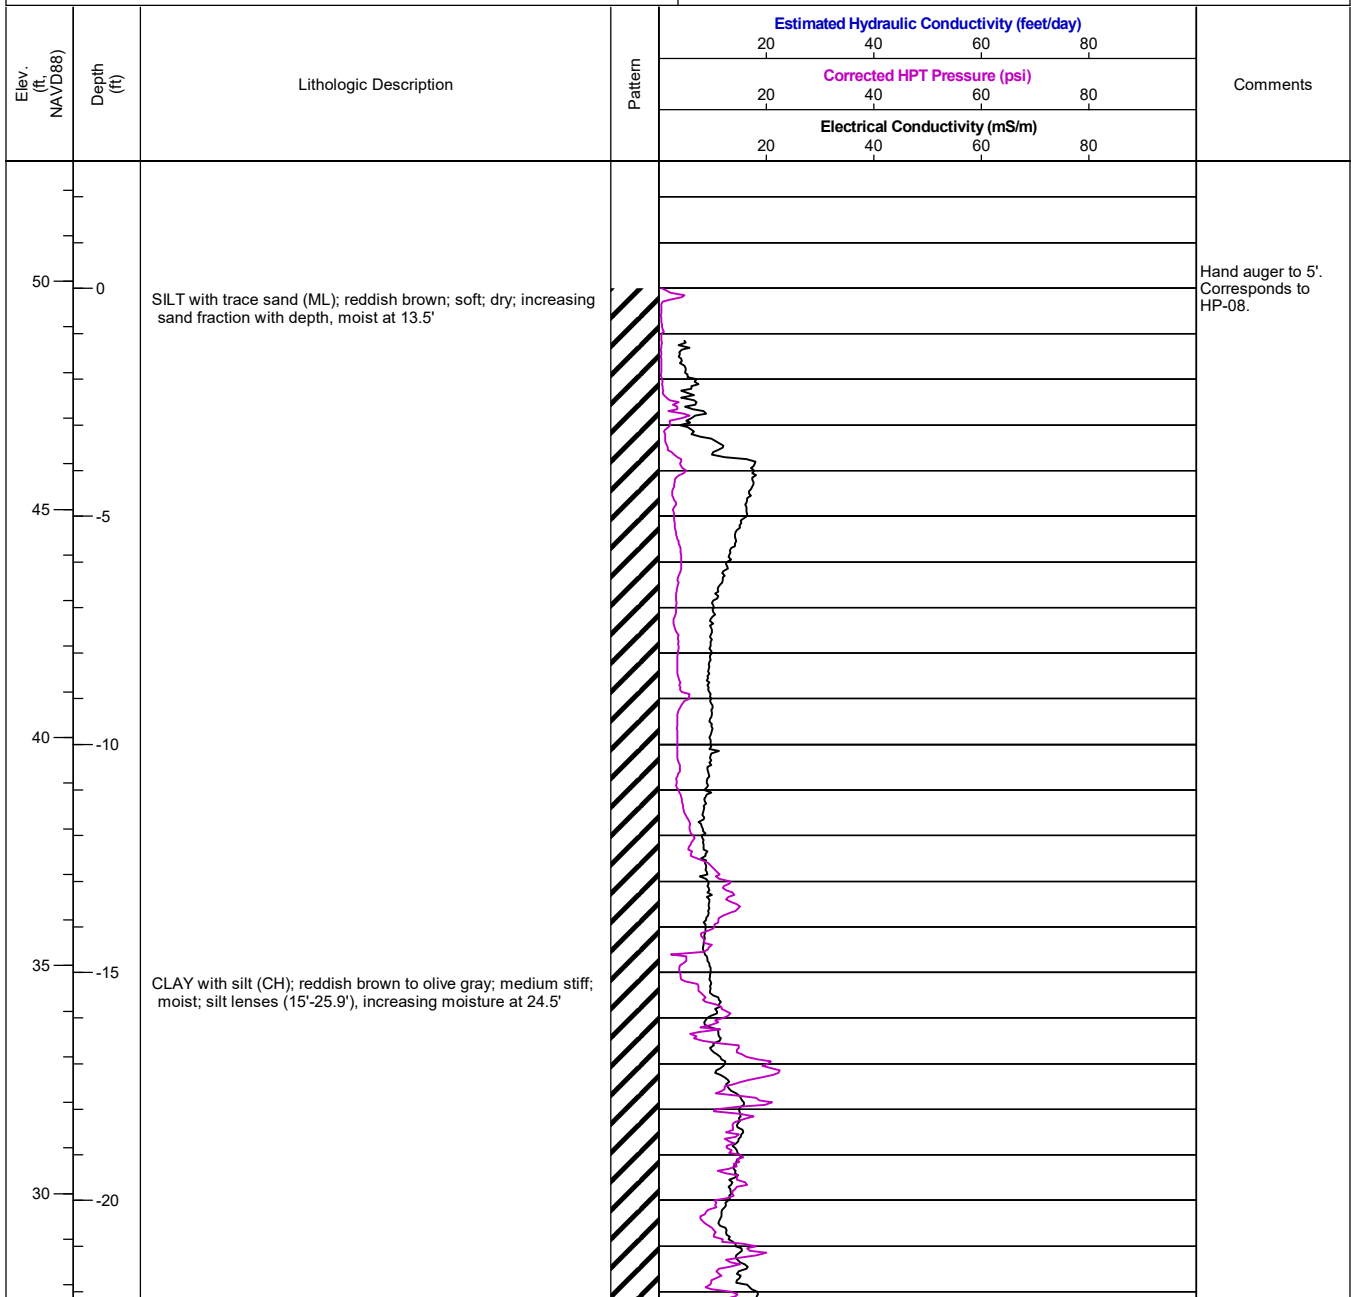 Elev.
(ft,
NAVD88)
Depth
(ft)
Lithologic Description
Pattern
Estimated Hydraulic Conductivity (feet/day)
20 40 60 80
Corrected HPT Pressure (psi)
20 40 60 80
Electrical Conductivity (mS/m)
20 40 60 80
Comments
50
0
SILT with trace sand (ML); reddish brown; soft; dry; increasing
sand fraction with depth, moist at 13.5'
Hand auger to 5'.
Corresponds to
HP-08.
45
-5
40
-10
35
-15
CLAY with silt (CH); reddish brown to olive gray; medium stiff;
moist; silt lenses (15'-25.9'), increasing moisture at 24.5'
30
-20